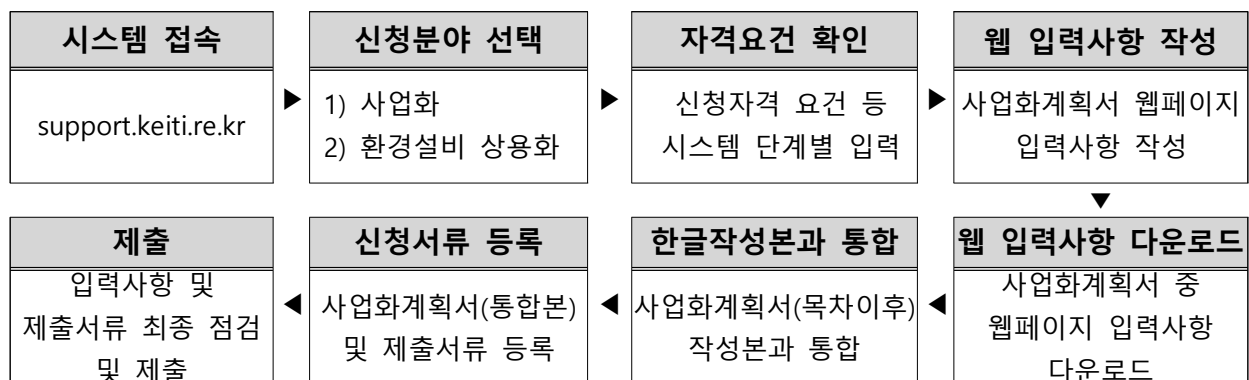 시스템 접속
support.keiti.re.kr
▶
신청분야 선택
1) 사업화
2) 환경설비 상용화
▶
자격요건 확인
신청자격 요건 등
시스템 단계별 입력
▶
웹 입력사항 작성
사업화계획서 웹페이지
입력사항 작성
▼
웹 입력사항 다운로드
사업화계획서 중
웹페이지 입력사항
다운로드
◀
한글작성본과 통합
사업화계획서(목차이후)
작성본과 통합
◀
신청서류 등록
사업화계획서(통합본)
및 제출서류 등록
◀
제출
입력사항 및
제출서류 최종 점검
및 제출